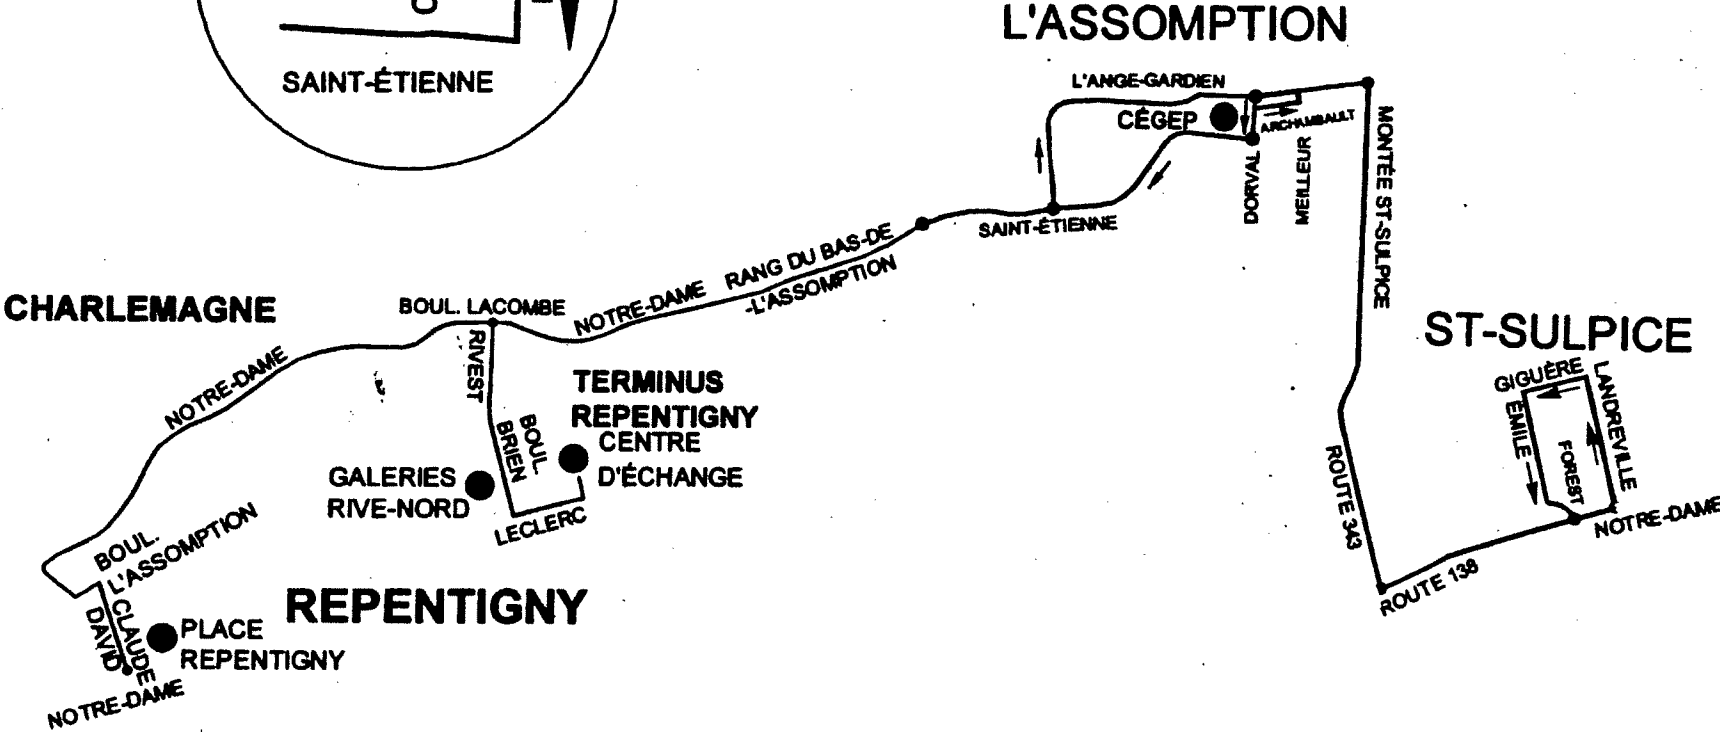 SAINT-ÉTIENNE
L'ASSOMPTION
L'ANGE-GARDIEN
CÉGEP
ARCHAMBAULT
DORVAL
MEILLEUR
MONTÉE ST-SULPICE
SAINT-ÉTIENNE
RANG DU BAS-DE
-L'ASSOMPTION
NOTRE-DAME
BOUL. LACOMBE
CHARLEMAGNE
NOTRE-DAME
RIVEST
TERMINUS
REPENTIGNY
CENTRE
D'ÉCHANGE
BOUL.
BRIEN
GALERIES
RIVE-NORD
LECLERC
ST-SULPICE
GIGUÈRE
LANDREVILLE
ÉMILE
FOREST
NOTRE-DAME
ROUTE 343
ROUTE 138
BOUL.
L'ASSOMPTION
CLAUDE
DAVID
PLACE
REPENTIGNY
REPENTIGNY
NOTRE-DAME